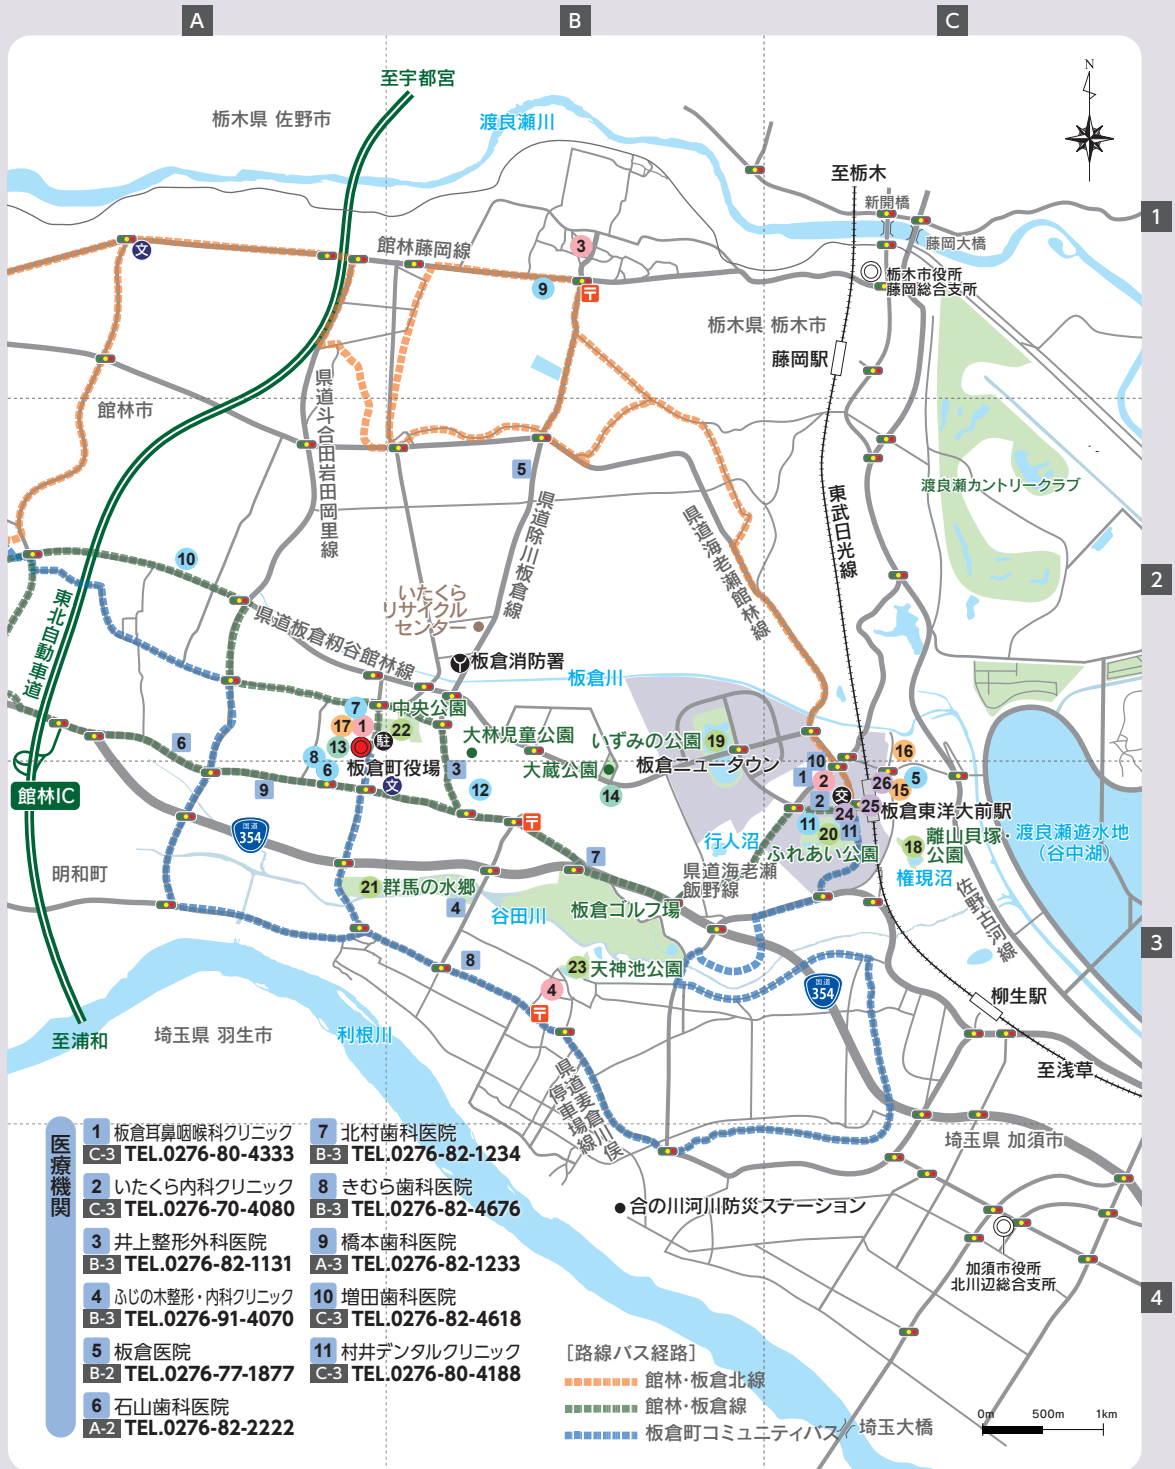 A
B
C
1
2
3
4
N
至宇都宮
栃木県 佐野市
渡良瀬川
至栃木
新開橋
藤岡大橋
館林藤岡線
栃木市役所
藤岡総合支所
栃木県 栃木市
藤岡駅
文
3
9
〒
館林市
県道斗合田岩田岡里線
5
県道除川板倉線
県道海老瀬館林線
東武日光線
渡良瀬カントリークラブ
10
東北自動車道
県道板倉籾谷館林線
いたくら
リサイクル
センター
板倉消防署
板倉川
7
中央公園
17
1
22
13
駐
8
6
板倉町役場
文
6
9
大林児童公園
3
12
大蔵公園
14
いずみの公園
19
板倉ニュータウン
10
1
2
2
交
24
25
26
16
15
5
板倉東洋大前駅
11
20
11
ふれあい公園
18
離山貝塚・
公園
渡良瀬遊水地
(谷中湖)
権現沼
行人沼
県道海老瀬
飯野線
佐野古河線
館林IC
国道
354
明和町
〒
7
21
群馬の水郷
4
谷田川
板倉ゴルフ場
8
23
天神池公園
4
〒
国道
354
柳生駅
至浅草
至浦和
埼玉県 羽生市
利根川
県道麦倉川俣
停車場線
埼玉県 加須市
合の川河川防災ステーション
加須市役所
北川辺総合支所
医療機関
1 板倉耳鼻咽喉科クリニック
C-3 TEL.0276-80-4333
2 いたくら内科クリニック
C-3 TEL.0276-70-4080
3 井上整形外科医院
B-3 TEL.0276-82-1131
4 ふじの木整形・内科クリニック
B-3 TEL.0276-91-4070
5 板倉医院
B-2 TEL.0276-77-1877
6 石山歯科医院
A-2 TEL.0276-82-2222
7 北村歯科医院
B-3 TEL.0276-82-1234
8 きむら歯科医院
B-3 TEL.0276-82-4676
9 橋本歯科医院
A-3 TEL.0276-82-1233
10 増田歯科医院
C-3 TEL.0276-82-4618
11 村井デンタルクリニック
C-3 TEL.0276-80-4188
[路線バス経路]
館林・板倉北線
館林・板倉線
板倉町コミュニティバス
埼玉大橋
0m 500m 1km